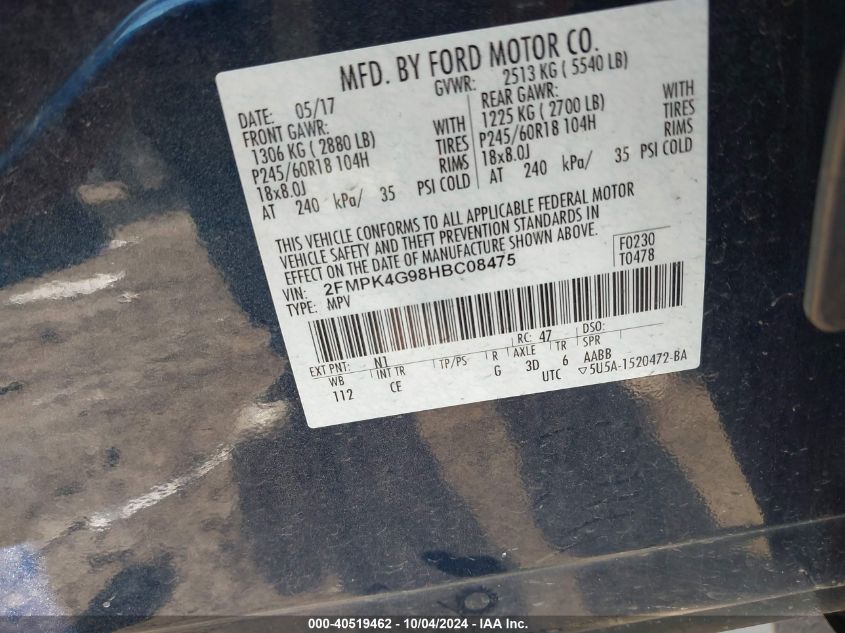 MFD. BY FORD MOTOR CO.
DATE: 05/17 GVWR: 2513 KG ( 5540 LB)
FRONT GAWR: REAR GAWR:
1306 KG ( 2880 LB) WITH 1225 KG ( 2700 LB) WITH
P245/60R18 104H TIRES P245/60R18 104H TIRES
18x8.0J RIMS 18x8.0J RIMS
AT 240 kPa/ 35 PSI COLD AT 240 kPa/ 35 PSI COLD
THIS VEHICLE CONFORMS TO ALL APPLICABLE FEDERAL MOTOR
VEHICLE SAFETY AND THEFT PREVENTION STANDARDS IN
EFFECT ON THE DATE OF MANUFACTURE SHOWN ABOVE.
F0230
T0478
VIN: 2FMPK4G98HBC08475
TYPE: MPV
EXT PNT: N1 RC: 47 DSO:
WB INT TR TP/PS R AXLE TR SPR
112 CE G 3D 6 AABB
UTC ▽5U5A-1520472-BA
000-40519462 - 10/04/2024 - © IAA Inc.